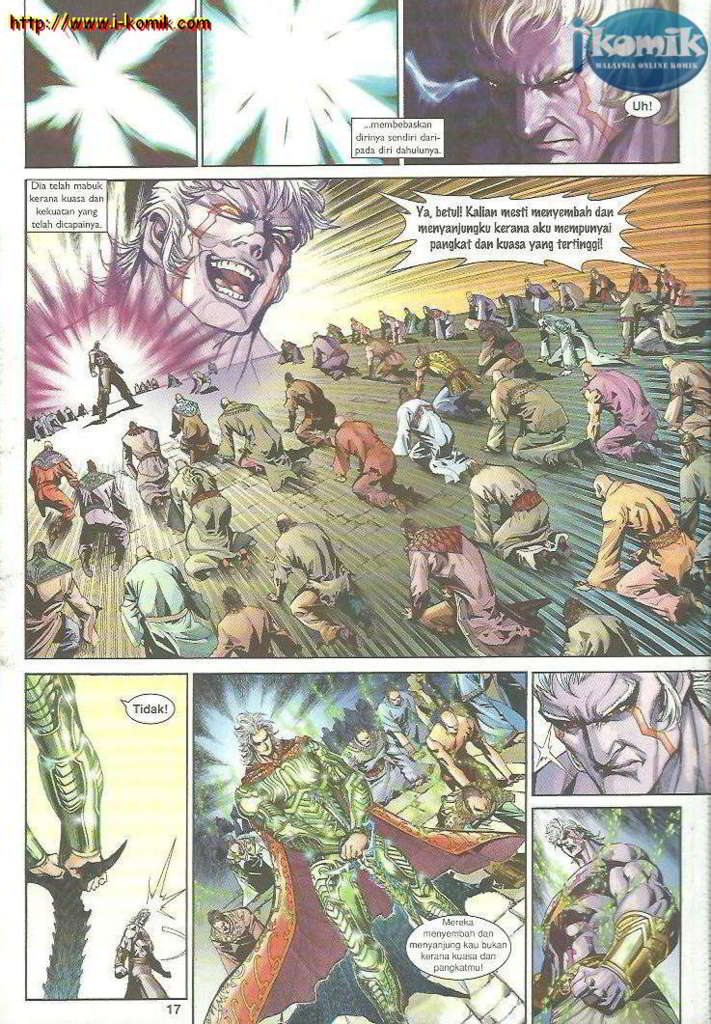 http://www.i-komik.com
ikomik
MALAYSIA ONLINE KOMIK
...membebaskan
dirinya sendiri dari-
pada diri dahulunya.
Uh!
Dia telah mabuk
kerana kuasa dan
kekuatan yang
telah dicapainya.
Ya, betul! Kalian mesti menyembah dan
menyanjungku kerana aku mempunyai
pangkat dan kuasa yang tertinggi!
Tidak!
Mereka
menyembah dan
menyanjung kau bukan
kerana kuasa dan
pangkatmu!
17